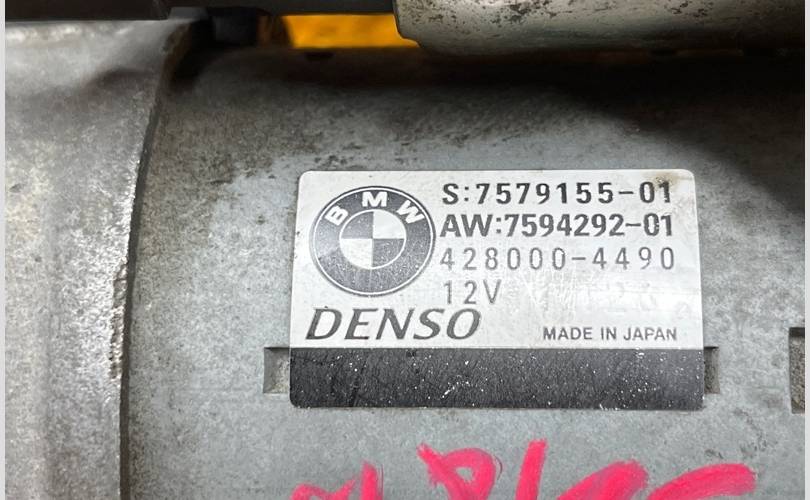 BMW
S:7579155-01
AW:7594292-01
428000-4490
12V
DENSO
MADE IN JAPAN